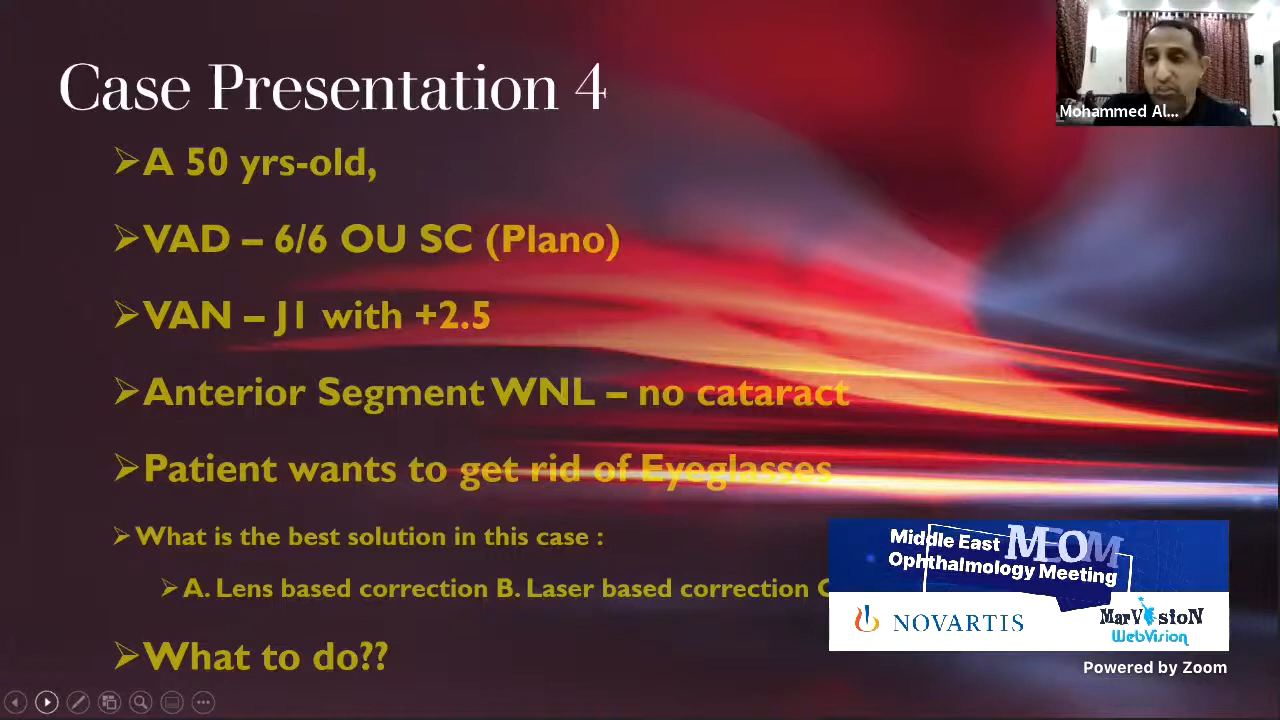 Case Presentation 4
Mohammed Al...
A 50 yrs-old,
VAD – 6/6 OU SC (Plano)
VAN – J1 with +2.5
Anterior Segment WNL – no cataract
Patient wants to get rid of Eyeglasses
What is the best solution in this case :
A. Lens based correction B. Laser based correction
What to do??
Middle East MEOM
Ophthalmology Meeting
NOVARTIS
MarVisioN
WebVision
Powered by Zoom